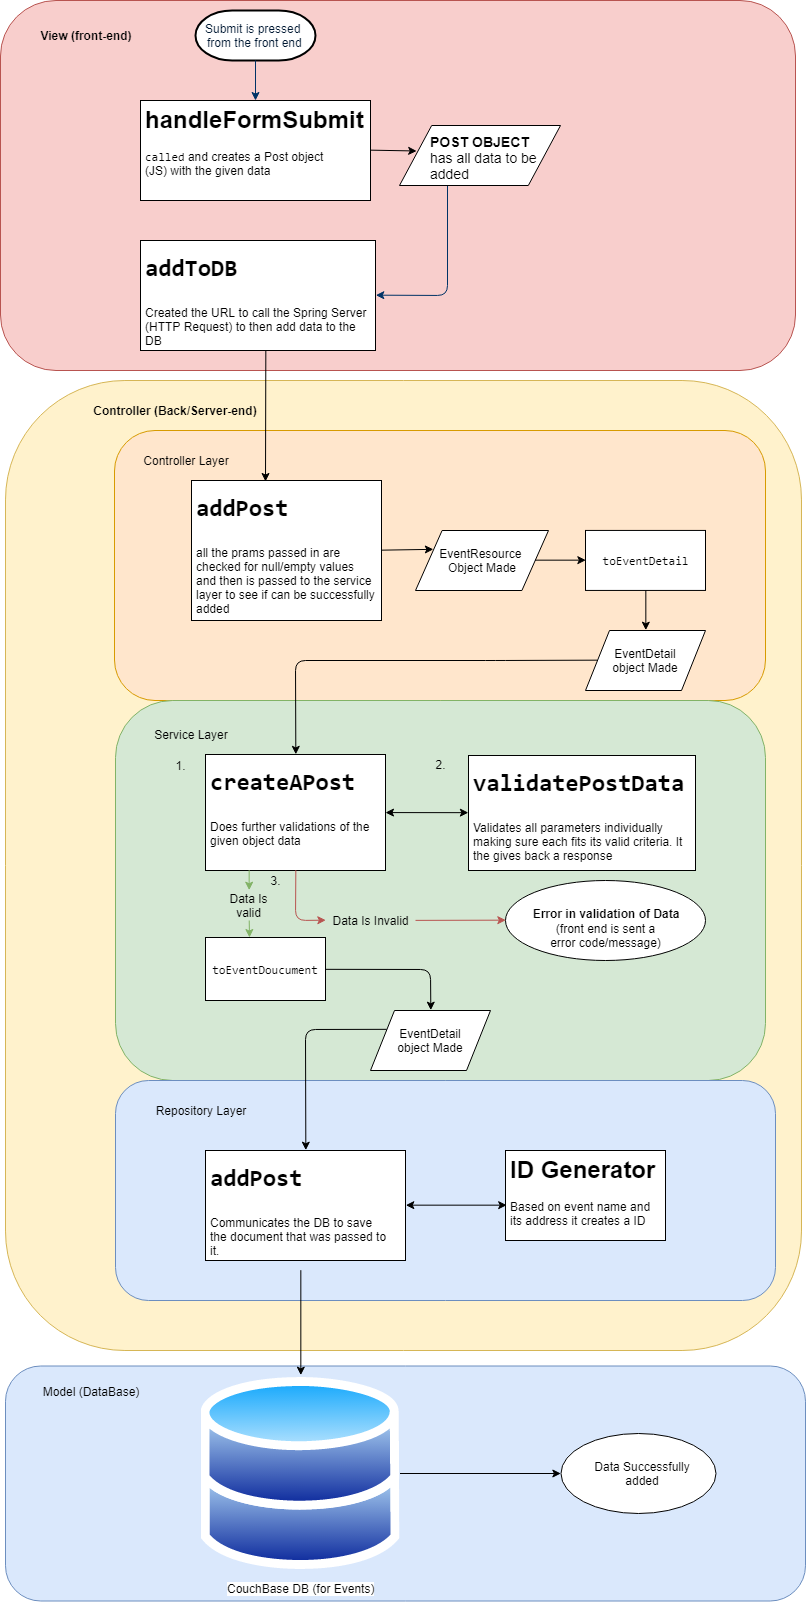 View (front-end)
Submit is pressed
from the front end
handleFormSubmit
called and creates a Post object
(JS) with the given data
POST OBJECT
has all data to be
added
addToDB
Created the URL to call the Spring Server
(HTTP Request) to then add data to the
DB
Controller (Back/Server-end)
Controller Layer
addPost
all the prams passed in are
checked for null/empty values
and then is passed to the service
layer to see if can be successfully
added
EventResource
Object Made
toEventDetail
EventDetail
object Made
Service Layer
1.
createAPost
Does further validations of the
given object data
2.
validatePostData
Validates all parameters individually
making sure each fits its valid criteria. It
the gives back a response
3.
Data Is
valid
Data Is Invalid
Error in validation of Data
(front end is sent a
error code/message)
toEventDoucument
EventDetail
object Made
Repository Layer
addPost
Communicates the DB to save
the document that was passed to
it.
ID Generator
Based on event name and
its address it creates a ID
Model (DataBase)
Data Successfully
added
CouchBase DB (for Events)